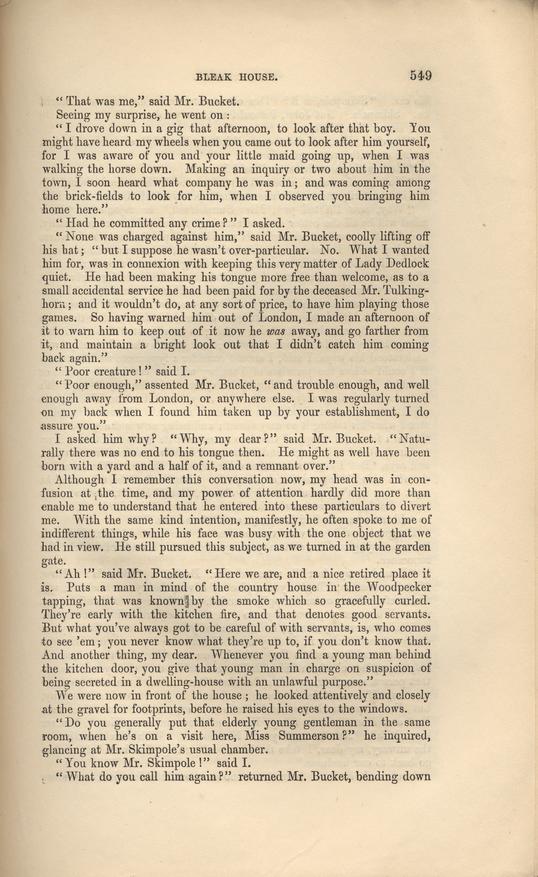 BLEAK HOUSE. 549
“ That was me,” said Mr. Bucket.
Seeing my surprise, he went on :
“ I drove down in a gig that afternoon, to look after that boy. You
might have heard my wheels when you came out to look after him yourself,
for I was aware of you and your little maid going up, when I was
walking the horse down. Making an inquiry or two about him in the
town, I soon heard what company he was in ; and was coming among
the brick-fields to look for him, when I observed you bringing him
home here.”
“ Had he committed any crime ? ” I asked.
“ None was charged against him,” said Mr. Bucket, coolly lifting off
his hat ; “ but I suppose he wasn't over-particular. No. What I wanted
him for, was in connexion with keeping this very matter of Lady Dedlock
quiet. He had been making his tongue more free than welcome, as to a
small accidental service he had been paid for by the deceased Mr. Tulking-
horn ; and it wouldn't do, at any sort of price, to have him playing those
games. So having warned him out of London, I made an afternoon of
it to warn him to keep out of it now he was away, and go farther from
it, and maintain a bright look out that I didn't catch him coming
back again.”
“ Poor creature ! ” said I.
“ Poor enough,” assented Mr. Bucket, “ and trouble enough, and well
enough away from London, or anywhere else. I was regularly turned
on my back when I found him taken up by your establishment, I do
assure you.”
I asked him why ? “ Why, my dear ? ” said Mr. Bucket. “ Natu-
rally there was no end to his tongue then. He might as well have been
born with a yard and a half of it, and a remnant over.”
Although I remember this conversation now, my head was in con-
fusion at the time, and my power of attention hardly did more than
enable me to understand that he entered into these particulars to divert
me. With the same kind intention, manifestly, he often spoke to me of
indifferent things, while his face was busy with the one object that we
had in view. He still pursued this subject, as we turned in at the garden
gate.
“ Ah ! ” said Mr. Bucket. “ Here we are, and a nice retired place it
is. Puts a man in mind of the country house in the Woodpecker
tapping, that was known by the smoke which so gracefully curled.
They're early with the kitchen fire, and that denotes good servants.
But what you've always got to be careful of with servants, is, who comes
to see 'em ; you never know what they're up to, if you don't know that.
And another thing, my dear. Whenever you find a young man behind
the kitchen door, you give that young man in charge on suspicion of
being secreted in a dwelling-house with an unlawful purpose.”
We were now in front of the house ; he looked attentively and closely
at the gravel for footprints, before he raised his eyes to the windows.
“ Do you generally put that elderly young gentleman in the same
room, when he's on a visit here, Miss Summerson ? ” he inquired,
glancing at Mr. Skimpole's usual chamber.
“ You know Mr. Skimpole ! ” said I.
“ What do you call him again ? ” returned Mr. Bucket, bending down